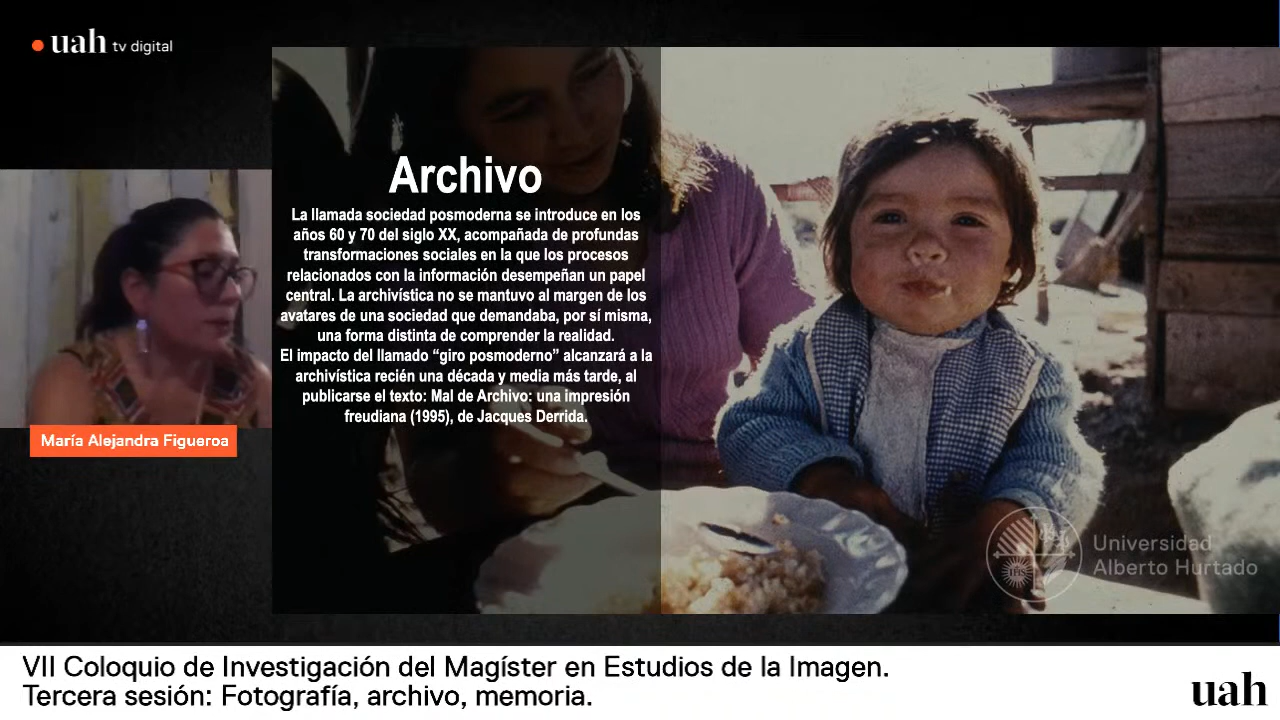 uah tv digital
Archivo
La llamada sociedad posmoderna se introduce en los
años 60 y 70 del siglo XX, acompañada de profundas
transformaciones sociales en la que los procesos
relacionados con la información desempeñan un papel
central. La archivística no se mantuvo al margen de los
avatares de una sociedad que demandaba, por sí misma,
una forma distinta de comprender la realidad.
El impacto del llamado “giro posmoderno” alcanzará a la
archivística recién una década y media más tarde, al
publicarse el texto: Mal de Archivo: una impresión
freudiana (1995), de Jacques Derrida.
María Alejandra Figueroa
Universidad
Alberto Hurtado
VII Coloquio de Investigación del Magíster en Estudios de la Imagen.
Tercera sesión: Fotografía, archivo, memoria.
uah